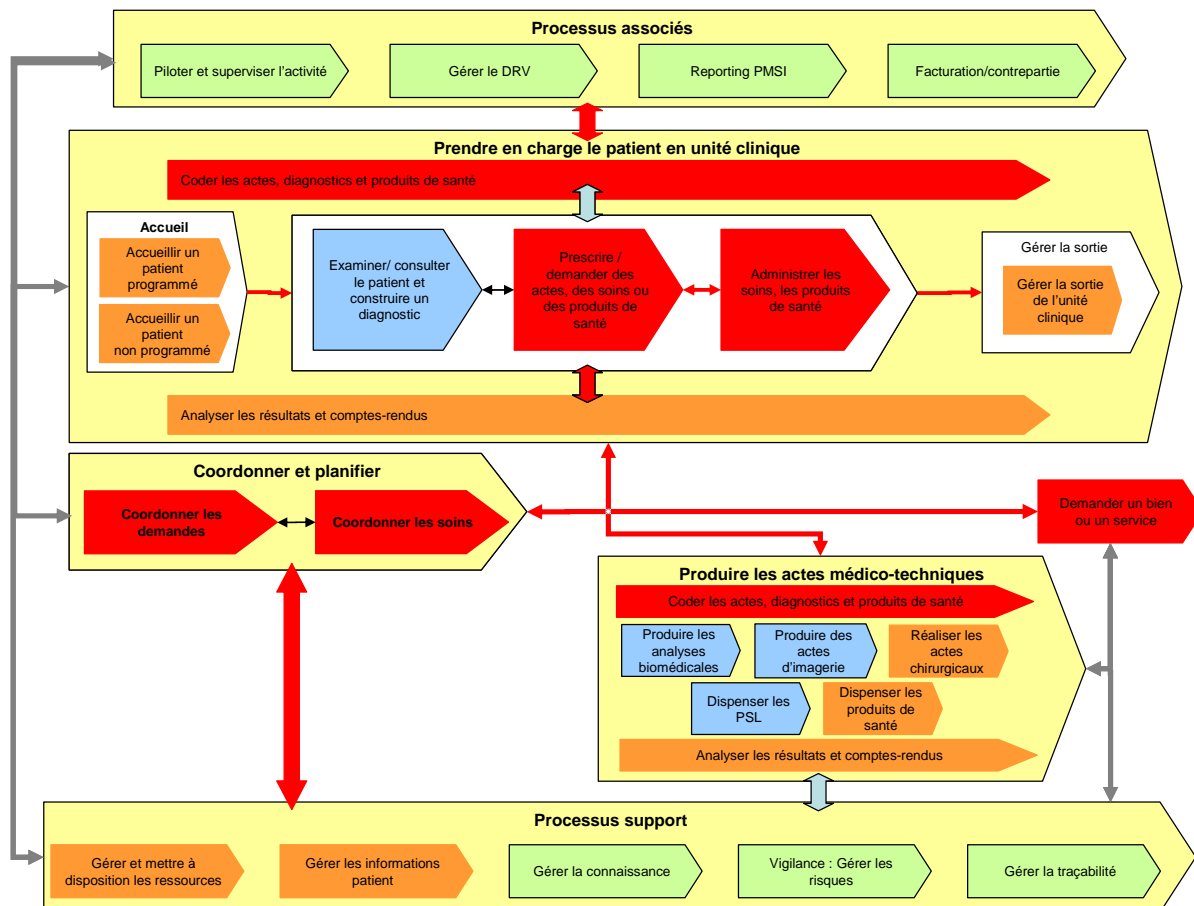 Processus associés
Piloter et superviser l'activité
Gérer le DRV
Reporting PMSI
Facturation/contrepartie
Prendre en charge le patient en unité clinique
Coder les actes, diagnostics et produits de santé
Accueil
Accueillir un
patient
programmé
Accueillir un
patient
non programmé
Examiner/ consulter
le patient et
construire un
diagnostic
Prescrire /
demander des
actes, des soins ou
des produits de
santé
Administrer les
soins, les produits
de santé
Gérer la sortie
Gérer la sortie
de l'unité
clinique
Analyser les résultats et comptes-rendus
Coordonner et planifier
Coordonner les
demandes
Coordonner les soins
Demander un bien
ou un service
Produire les actes médico-techniques
Coder les actes, diagnostics et produits de santé
Produire les
analyses
biomédicales
Produire des
actes
d'imagerie
Réaliser les
actes
chirurgicaux
Dispenser les
PSL
Dispenser les
produits de
santé
Analyser les résultats et comptes-rendus
Processus support
Gérer et mettre à
disposition les ressources
Gérer les informations
patient
Gérer la connaissance
Vigilance : Gérer les
risques
Gérer la traçabilité